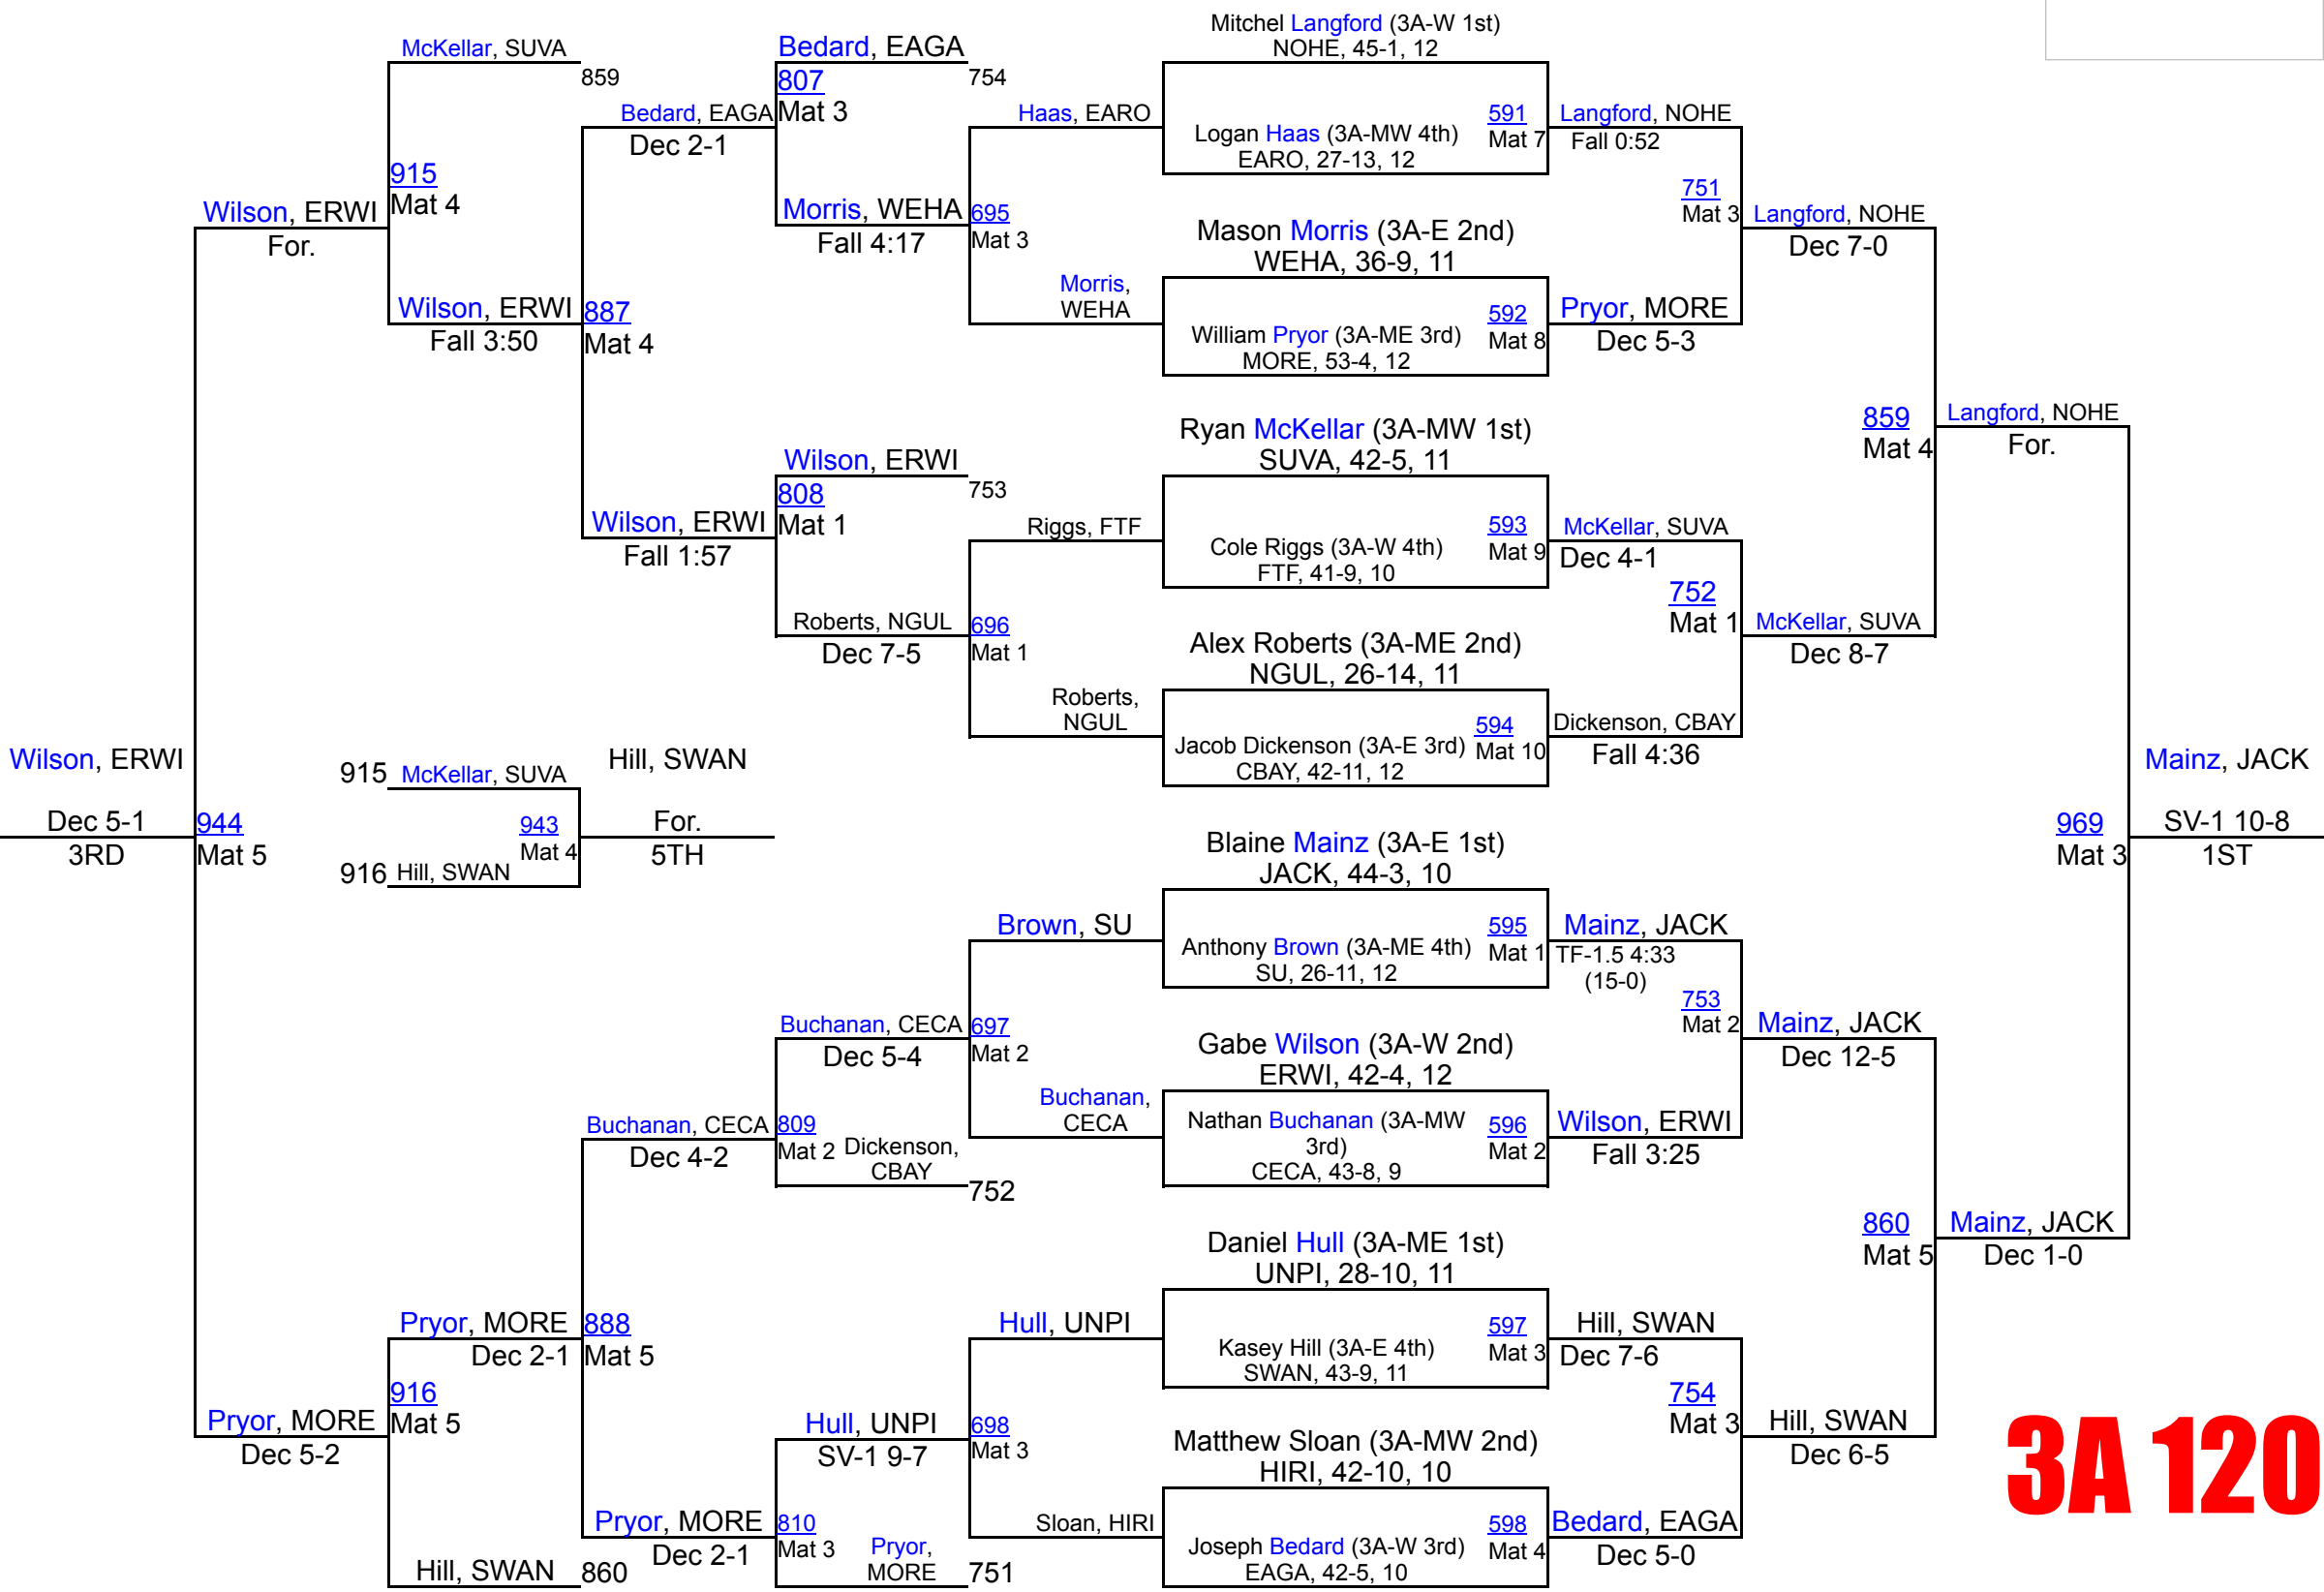 Mitchel Langford (3A-W 1st)
NOHE, 45-1, 12
McKellar, SUVA
859
Bedard, EAGA
754
807
Mat 3
Bedard, EAGA
Dec 2-1
Haas, EARO
Logan Haas (3A-MW 4th)
EARO, 27-13, 12
591
Mat 7
Langford, NOHE
Fall 0:52
915
Mat 4
Wilson, ERWI
For.
Morris, WEHA
Fall 4:17
695
Mat 3
Mason Morris (3A-E 2nd)
WEHA, 36-9, 11
751
Mat 3
Langford, NOHE
Dec 7-0
Wilson, ERWI
Fall 3:50
887
Mat 4
Morris,
WEHA
William Pryor (3A-ME 3rd)
MORE, 53-4, 12
592
Mat 8
Pryor, MORE
Dec 5-3
Ryan McKellar (3A-MW 1st)
SUVA, 42-5, 11
859
Mat 4
Langford, NOHE
For.
Wilson, ERWI
753
808
Mat 1
Wilson, ERWI
Fall 1:57
Riggs, FTF
Cole Riggs (3A-W 4th)
FTF, 41-9, 10
593
Mat 9
McKellar, SUVA
Dec 4-1
752
Mat 1
McKellar, SUVA
Dec 8-7
Roberts, NGUL
Dec 7-5
696
Mat 1
Alex Roberts (3A-ME 2nd)
NGUL, 26-14, 11
Roberts,
NGUL
Jacob Dickenson (3A-E 3rd)
CBAY, 42-11, 12
594
Mat 10
Dickenson, CBAY
Fall 4:36
Wilson, ERWI
Dec 5-1
3RD
944
Mat 5
915
McKellar, SUVA
943
Mat 4
916
Hill, SWAN
Hill, SWAN
For.
5TH
Blaine Mainz (3A-E 1st)
JACK, 44-3, 10
969
Mat 3
Mainz, JACK
SV-1 10-8
1ST
Brown, SU
Anthony Brown (3A-ME 4th)
SU, 26-11, 12
595
Mat 1
Mainz, JACK
TF-1.5 4:33
(15-0)
753
Mat 2
Mainz, JACK
Dec 12-5
Buchanan, CECA
Dec 5-4
697
Mat 2
Gabe Wilson (3A-W 2nd)
ERWI, 42-4, 12
Buchanan, CECA
Dec 4-2
809
Mat 2
Dickenson,
CBAY
752
Buchanan,
CECA
Nathan Buchanan (3A-MW
3rd)
CECA, 43-8, 9
596
Mat 2
Wilson, ERWI
Fall 3:25
860
Mat 5
Mainz, JACK
Dec 1-0
Daniel Hull (3A-ME 1st)
UNPI, 28-10, 11
Pryor, MORE
Dec 2-1
888
Mat 5
Hull, UNPI
Kasey Hill (3A-E 4th)
SWAN, 43-9, 11
597
Mat 3
Hill, SWAN
Dec 7-6
916
Mat 5
Pryor, MORE
Dec 5-2
Hull, UNPI
SV-1 9-7
698
Mat 3
Matthew Sloan (3A-MW 2nd)
HIRI, 42-10, 10
754
Mat 3
Hill, SWAN
Dec 6-5
Pryor, MORE
Dec 2-1
810
Mat 3
Pryor,
MORE
751
Sloan, HIRI
Joseph Bedard (3A-W 3rd)
EAGA, 42-5, 10
598
Mat 4
Bedard, EAGA
Dec 5-0
Hill, SWAN
860
3A 120